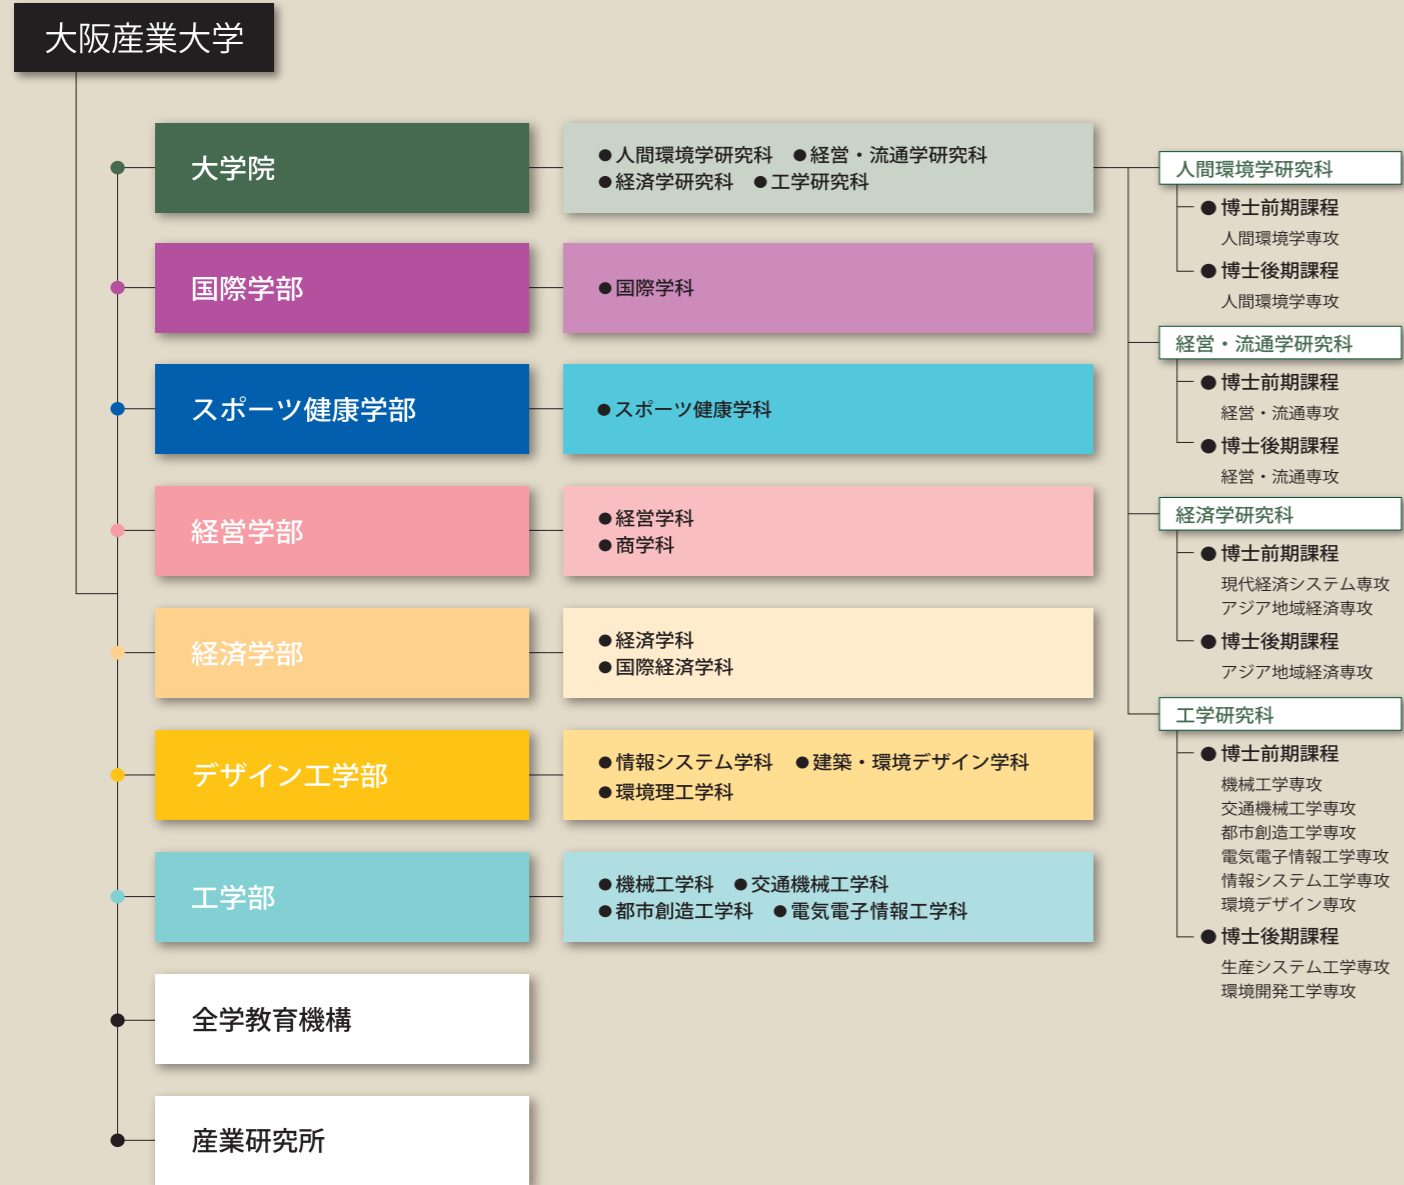 大阪産業大学
大学院
●人間環境学研究科 ●経営・流通学研究科
●経済学研究科 ●工学研究科
国際学部
●国際学科
スポーツ健康学部
●スポーツ健康学科
経営学部
●経営学科
●商学科
経済学部
●経済学科
●国際経済学科
デザイン工学部
●情報システム学科 ●建築・環境デザイン学科
●環境理工学科
工学部
●機械工学科 ●交通機械工学科
●都市創造工学科 ●電気電子情報工学科
全学教育機構
産業研究所
人間環境学研究科
●博士前期課程
人間環境学専攻
●博士後期課程
人間環境学専攻
経営・流通学研究科
●博士前期課程
経営・流通専攻
●博士後期課程
経営・流通専攻
経済学研究科
●博士前期課程
現代経済システム専攻
アジア地域経済専攻
●博士後期課程
アジア地域経済専攻
工学研究科
●博士前期課程
機械工学専攻
交通機械工学専攻
都市創造工学専攻
電気電子情報工学専攻
情報システム工学専攻
環境デザイン専攻
●博士後期課程
生産システム工学専攻
環境開発工学専攻